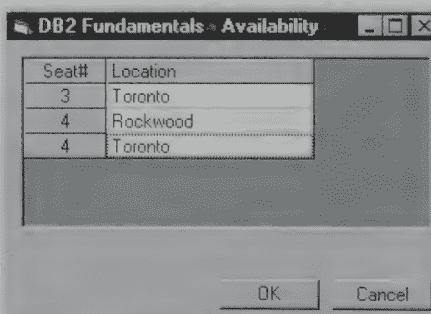 DB2 Fundamentals - Availability
Seat# Location
3 Toronto
4 Rockwood
4 Toronto
OK Cancel